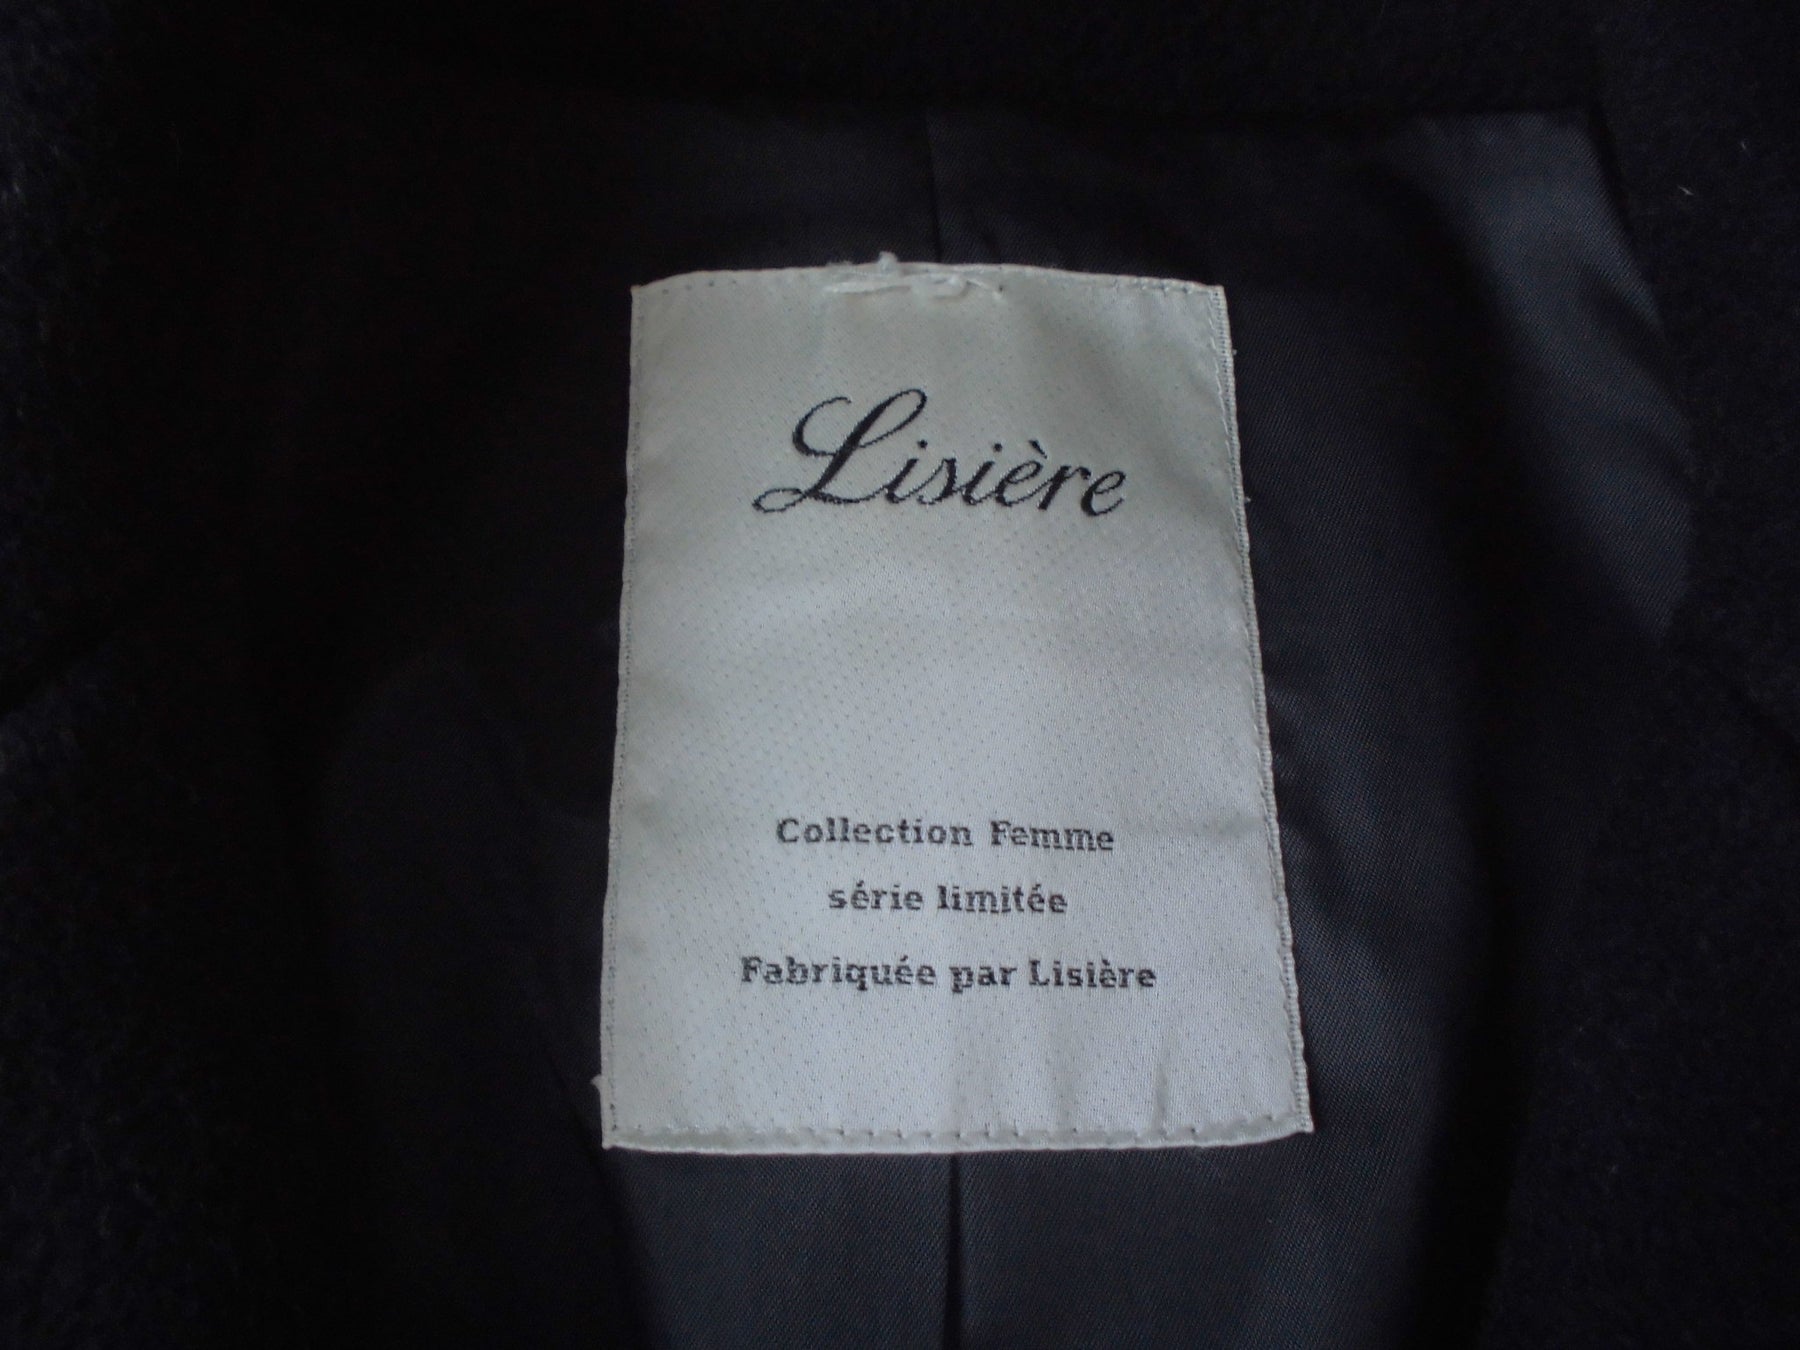 Lisière
Collection Femme
série limitée
Fabriquée par Lisière